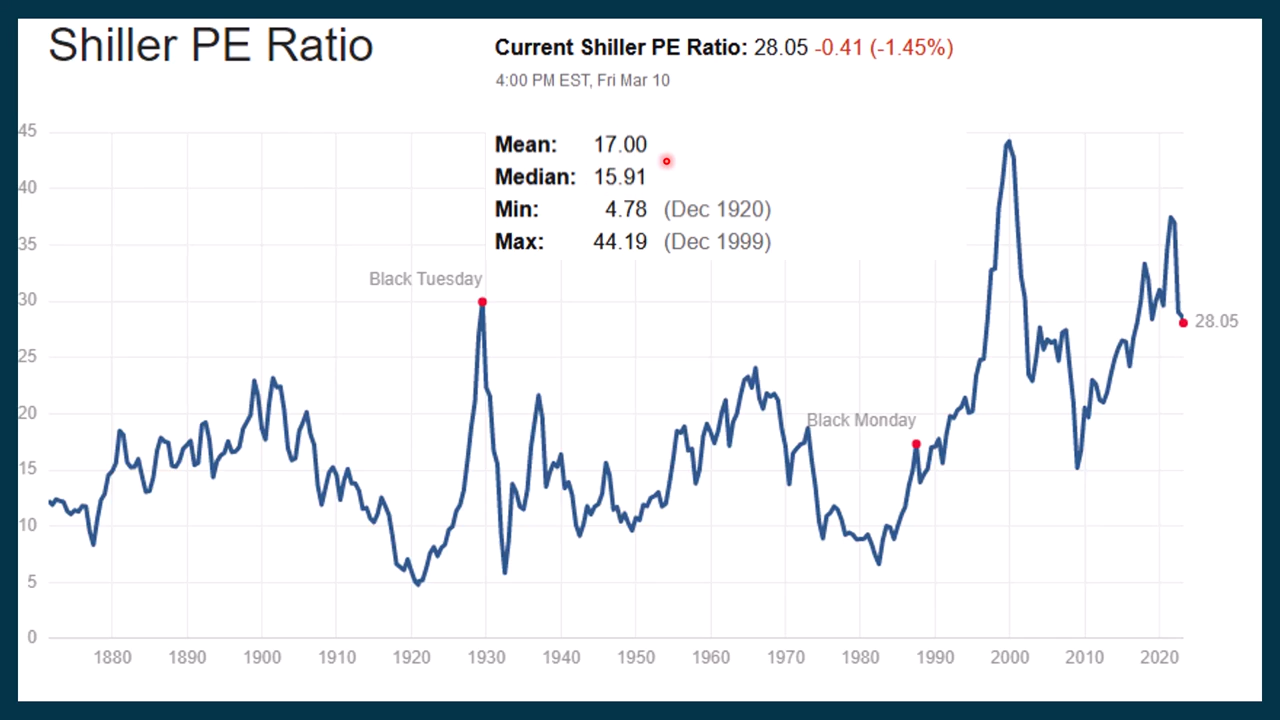 Shiller PE Ratio
Current Shiller PE Ratio: 28.05 -0.41 (-1.45%)
4:00 PM EST, Fri Mar 10
Mean: 17.00
Median: 15.91
Min: 4.78 (Dec 1920)
Max: 44.19 (Dec 1999)
45
40
35
30
25
20
15
10
5
0
Black Tuesday
Black Monday
28.05
1880 1890 1900 1910 1920 1930 1940 1950 1960 1970 1980 1990 2000 2010 2020